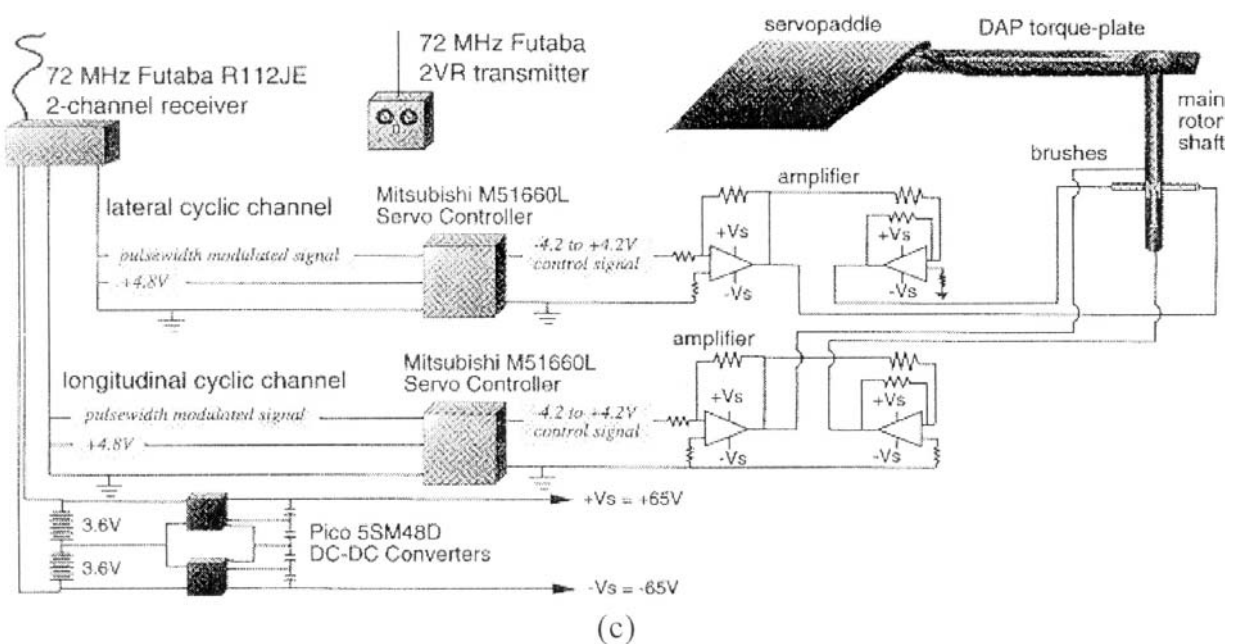 72 MHz Futaba R112JE
2-channel receiver
72 MHz Futaba
2VR transmitter
servopaddle
DAP torque-plate
main
rotor
shaft
brushes
lateral cyclic channel
pulsewidth modulated signal
+4.8V
Mitsubishi M51660L
Servo Controller
-4.2 to +4.2V
control signal
amplifier
+Vs
-Vs
+Vs
-Vs
longitudinal cyclic channel
pulsewidth modulated signal
+4.8V
Mitsubishi M51660L
Servo Controller
-4.2 to +4.2V
control signal
amplifier
+Vs
-Vs
+Vs
-Vs
3.6V
3.6V
Pico 5SM48D
DC-DC Converters
+Vs = +65V
-Vs = -65V
(c)